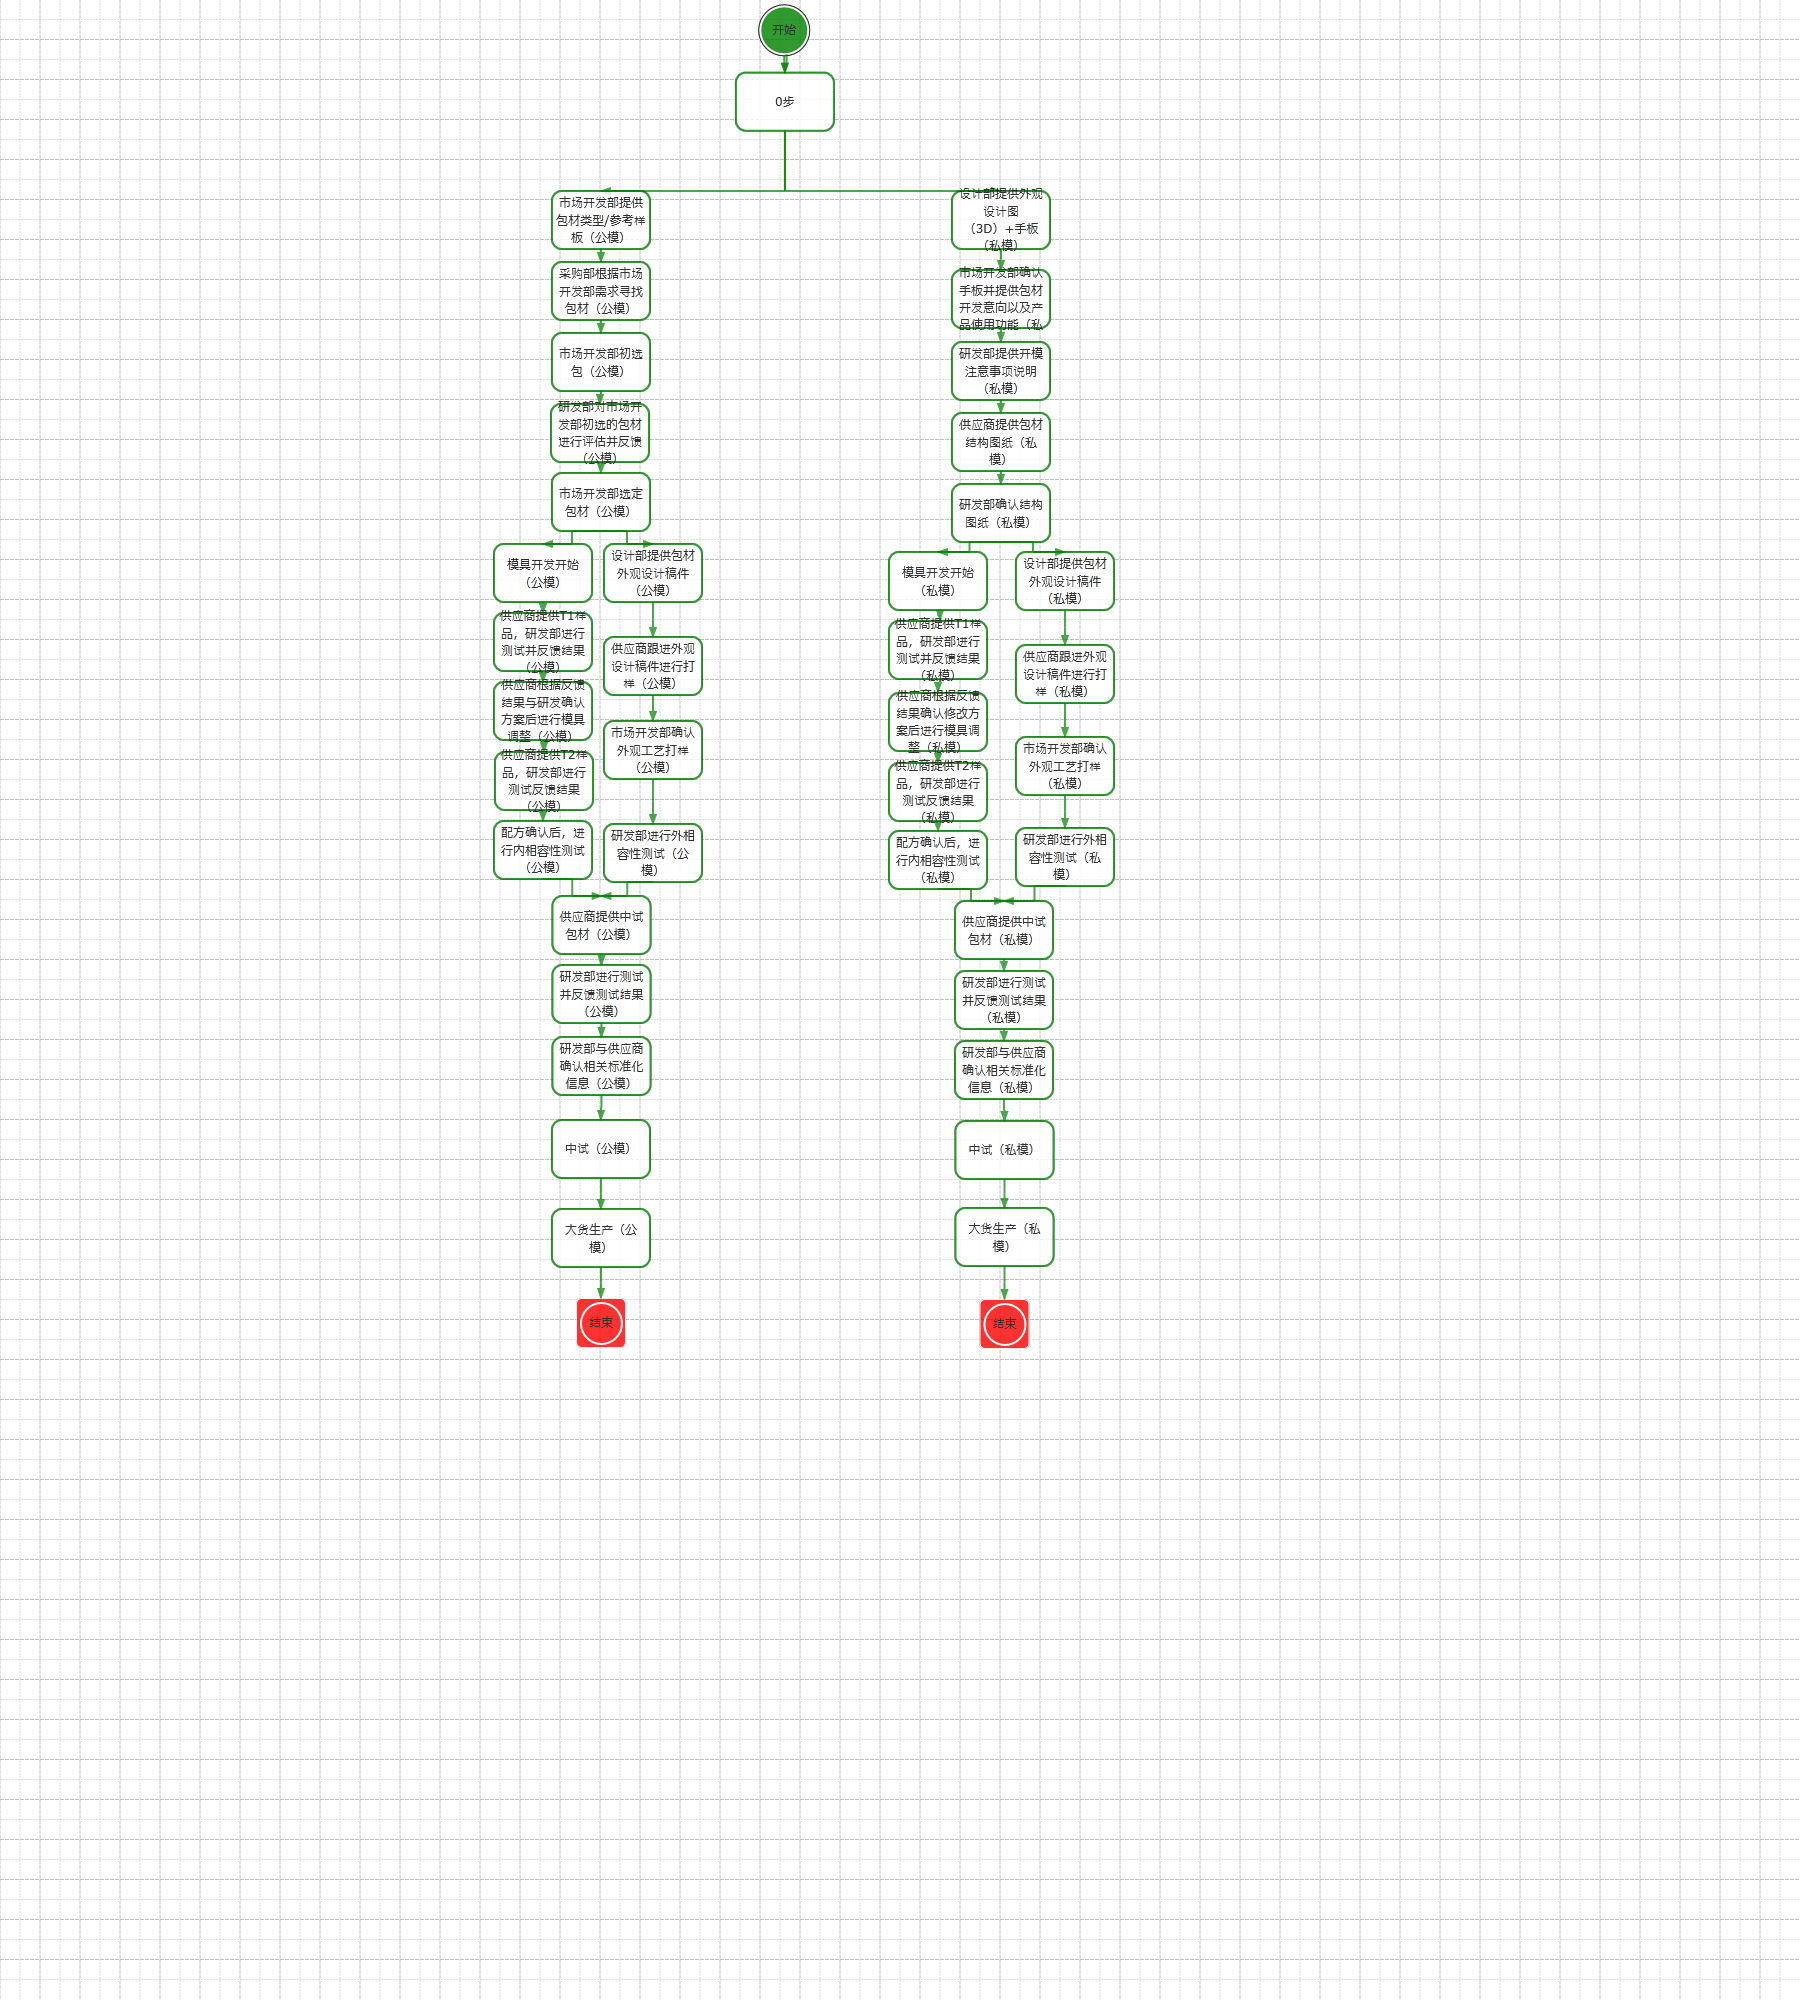 开始
0步
市场开发部提供
包材类型/参考样
板（公模）
采购部根据市场
开发部需求寻找
包材（公模）
市场开发部初选
包（公模）
研发部对市场开
发部初选的包材
进行评估并反馈
（公模）
市场开发部选定
包材（公模）
模具开发开始
（公模）
供应商提供T1样
品，研发部进行
测试并反馈结果
（公模）
供应商根据反馈
结果与研发确认
方案后进行模具
调整（公模）
供应商提供T2样
品，研发部进行
测试反馈结果
（公模）
配方确认后，进
行内相容性测试
（公模）
设计部提供包材
外观设计稿件
（公模）
供应商跟进外观
设计稿件进行打
样（公模）
市场开发部确认
外观工艺打样
（公模）
研发部进行外相
容性测试（公
模）
供应商提供中试
包材（公模）
研发部进行测试
并反馈测试结果
（公模）
研发部与供应商
确认相关标准化
信息（公模）
中试（公模）
大货生产（公
模）
结束
设计部提供外观
设计图
（3D）+手板
（私模）
市场开发部确认
手板并提供包材
开发意向以及产
品使用功能（私
研发部提供开模
注意事项说明
（私模）
供应商提供包材
结构图纸（私
模）
研发部确认结构
图纸（私模）
模具开发开始
（私模）
供应商提供T1样
品，研发部进行
测试并反馈结果
（私模）
供应商根据反馈
结果确认修改方
案后进行模具调
整（私模）
供应商提供T2样
品，研发部进行
测试反馈结果
（私模）
配方确认后，进
行内相容性测试
（私模）
设计部提供包材
外观设计稿件
（私模）
供应商跟进外观
设计稿件进行打
样（私模）
市场开发部确认
外观工艺打样
（私模）
研发部进行外相
容性测试（私
模）
供应商提供中试
包材（私模）
研发部进行测试
并反馈测试结果
（私模）
研发部与供应商
确认相关标准化
信息（私模）
中试（私模）
大货生产（私
模）
结束